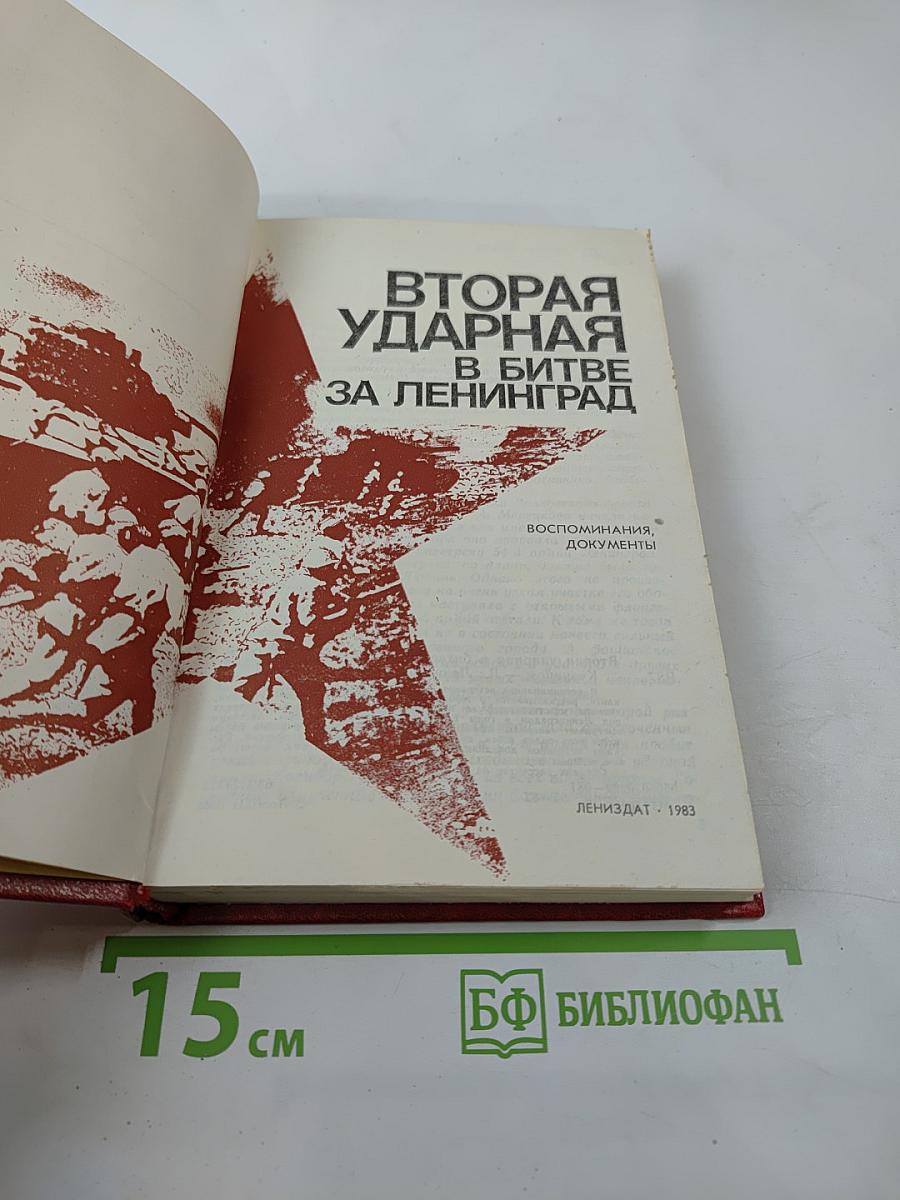 ВТОРАЯ
УДАРНАЯ
В БИТВЕ
ЗА ЛЕНИНГРАД
ВОСПОМИНАНИЯ,
ДОКУМЕНТЫ
ЛЕНИЗДАТ · 1983
15 см
БФ БИБЛИОФАН